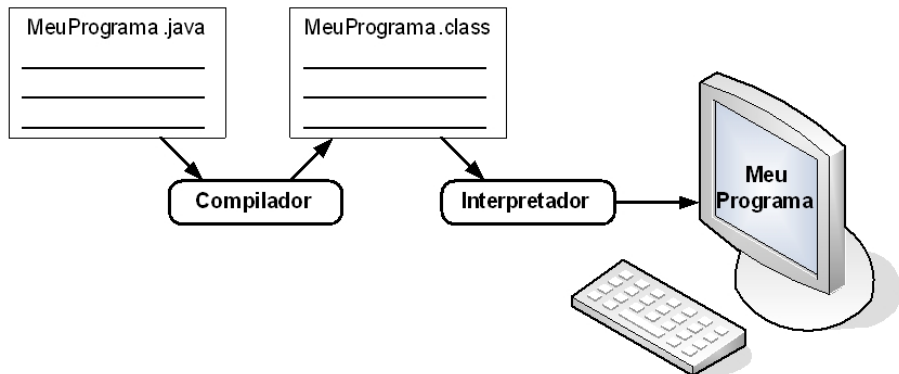 MeuPrograma .java
MeuPrograma .class
Compilador
Interpretador
Meu
Programa